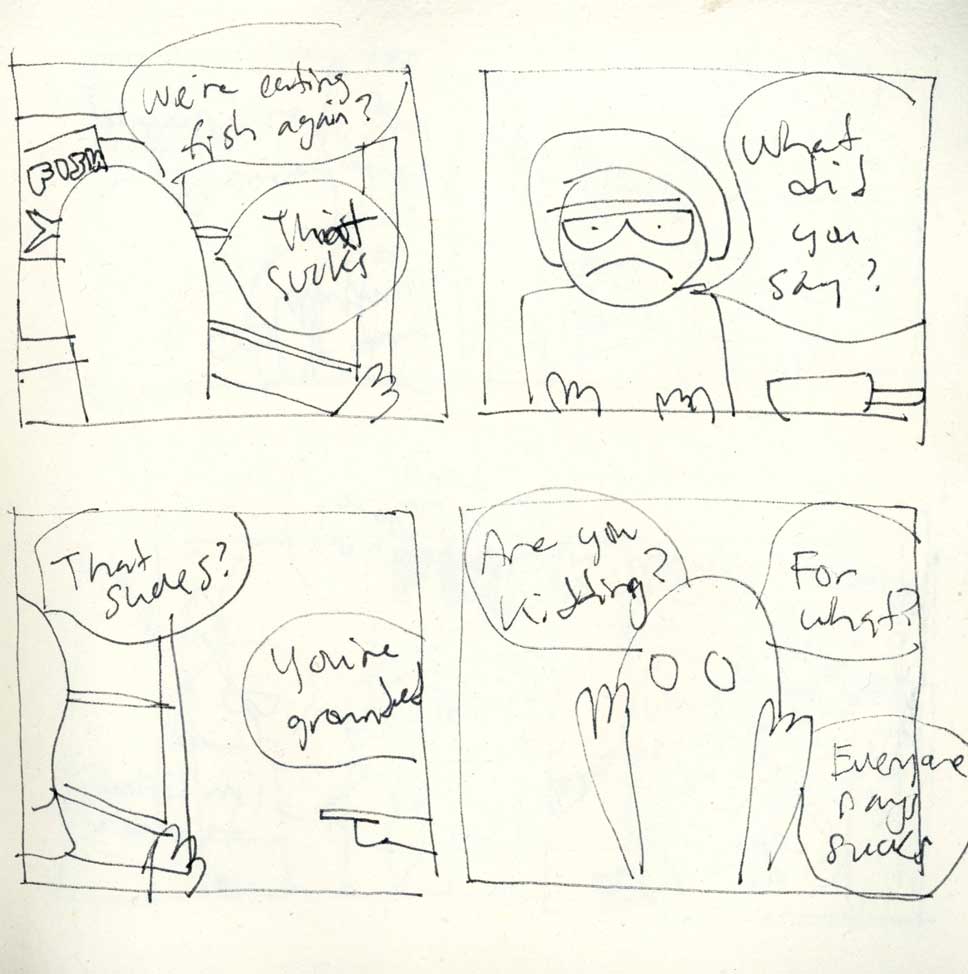 We're eating
fish again?
That
sucks
What
did
you
say?
That
sucks?
You're
grounded
Are you
kidding?
For
what?
Everyone
says
sucks